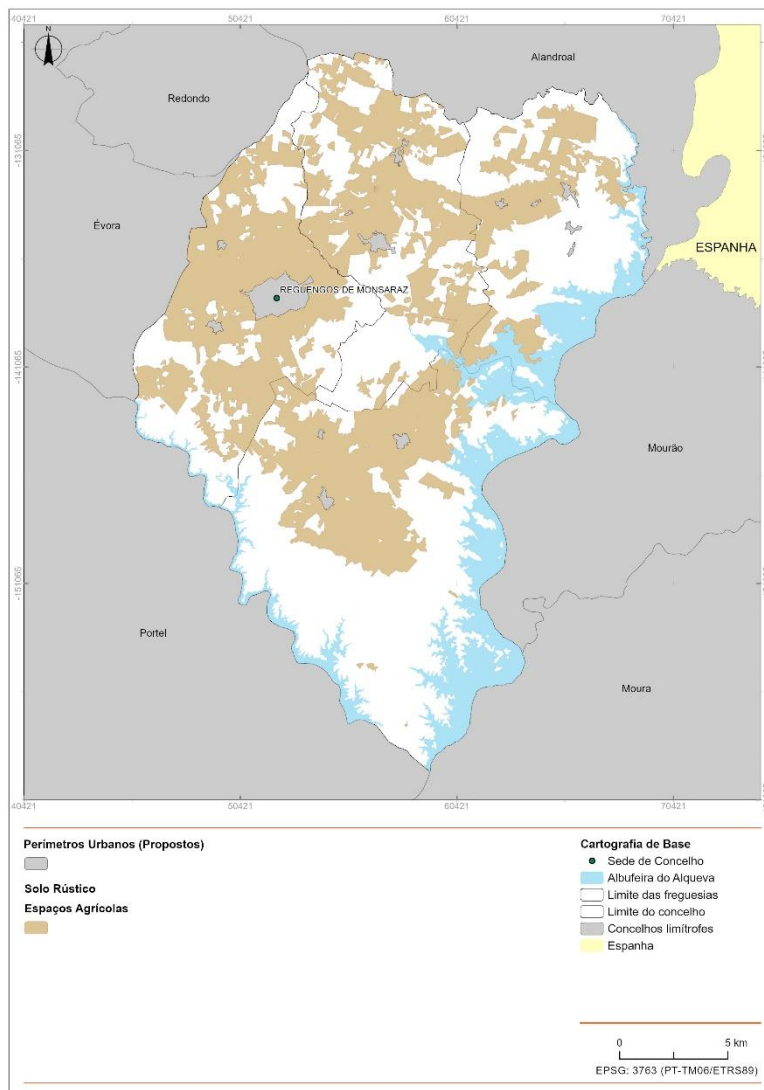 40421
50421
60421
70421
N
Alandroal
Redondo
-131065
Évora
ESPANHA
REGUENGOS DE MONSARAZ
-141065
Mourão
-151065
Portel
Moura
40421
50421
60421
70421
Perímetros Urbanos (Propostos)
Solo Rústico
Espaços Agrícolas
Cartografia de Base
Sede de Concelho
Albufeira do Alqueva
Limite das freguesias
Limite do concelho
Concelhos limítrofes
Espanha
0 5 km
EPSG: 3763 (PT-TM06/ETRS89)